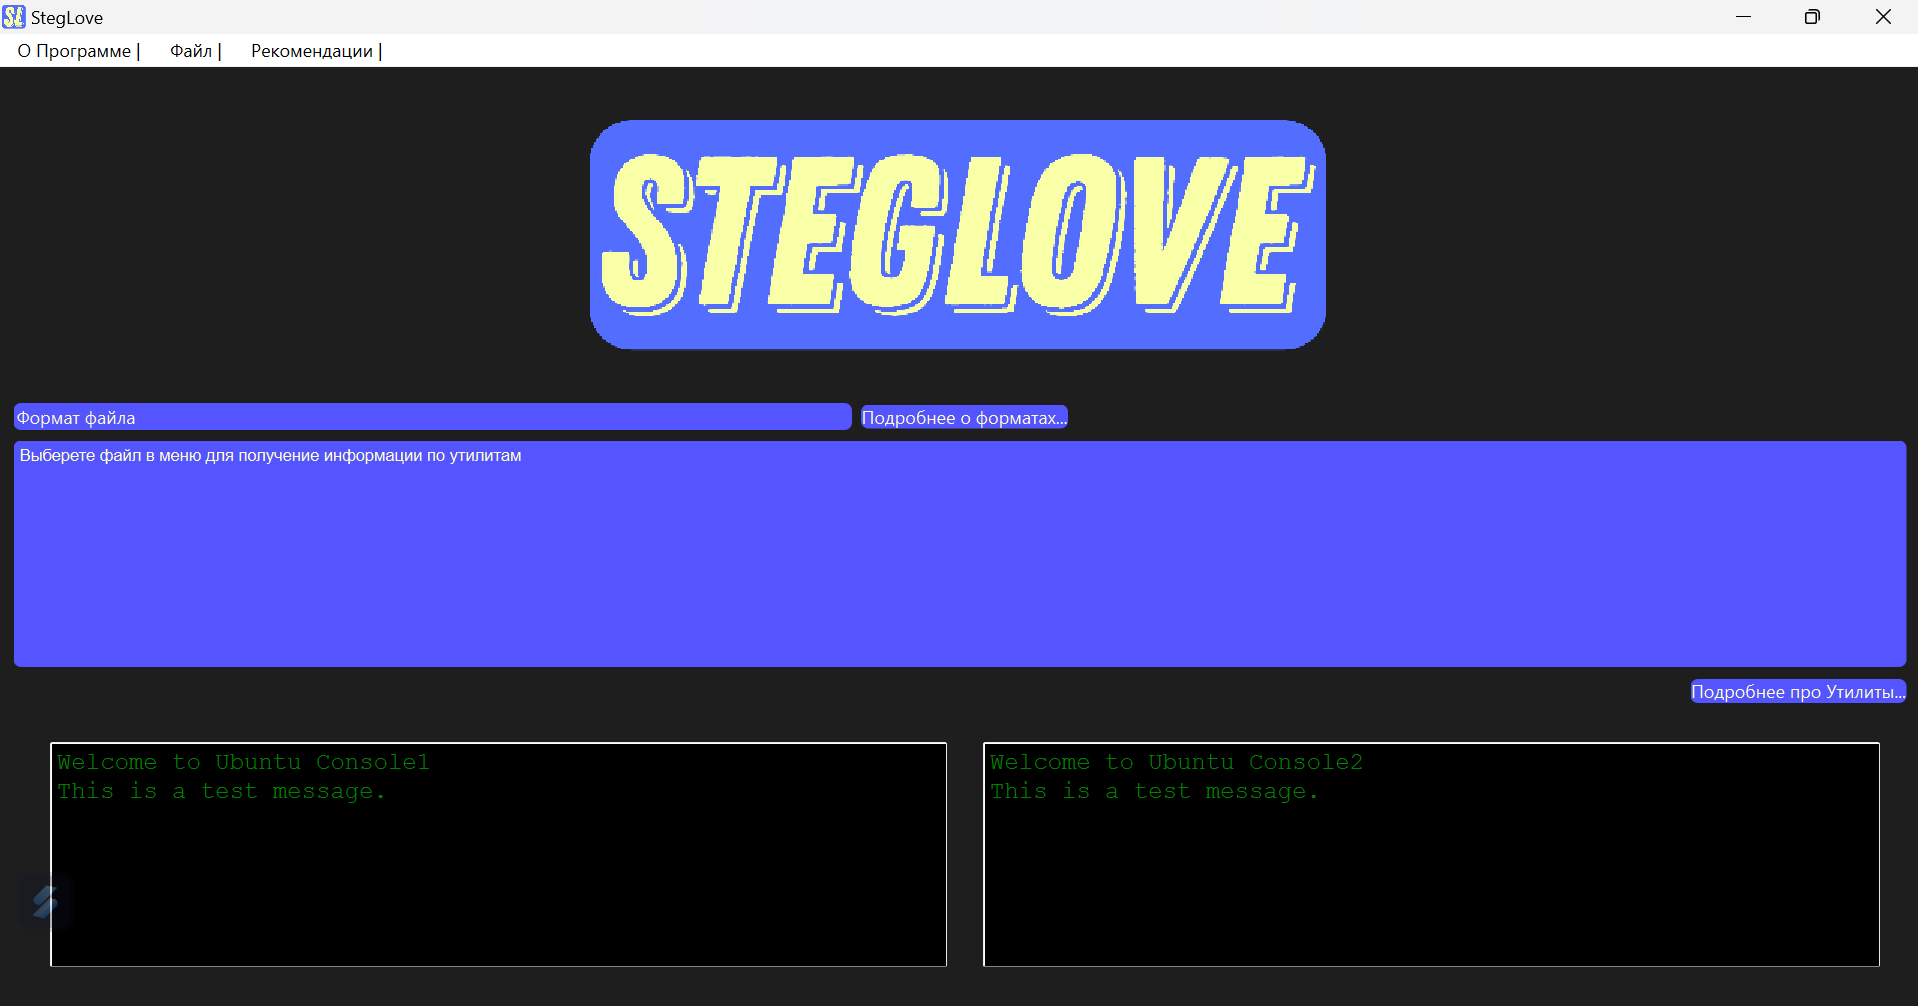 SE StegLove
О Программе | Файл | Рекомендации |
STEGLOVE
Формат файла Подробнее о форматах...
Выберете файл в меню для получение информации по утилитам
Подробнее про Утилиты...
Welcome to Ubuntu Console1
This is a test message.
Welcome to Ubuntu Console2
This is a test message.